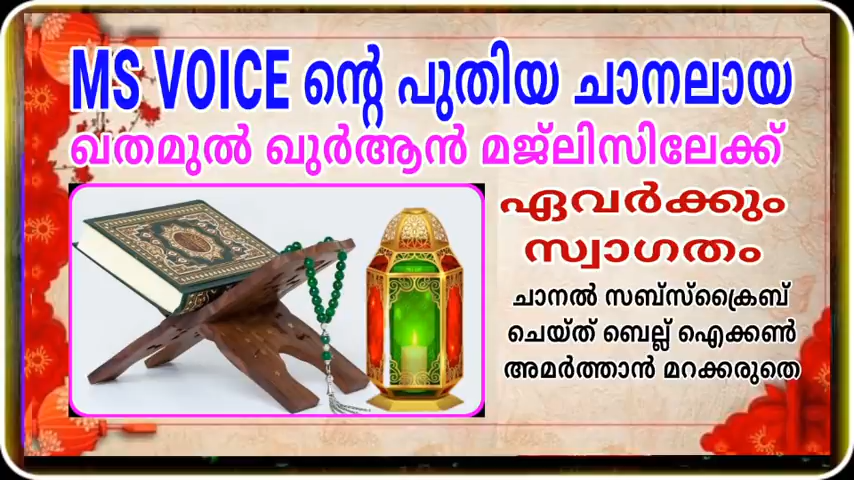 MS VOICE ന്റെ പുതിയ ചാനലായ
ഖതമുൽ ഖുർആൻ മജ്ലിസിലേക്ക്
ഏവർക്കും
സ്വാഗതം
ചാനൽ സബ്സ്ക്രൈബ്
ചെയ്ത് ബെല്ല് ഐക്കൺ
അമർത്താൻ മറക്കരുതെ